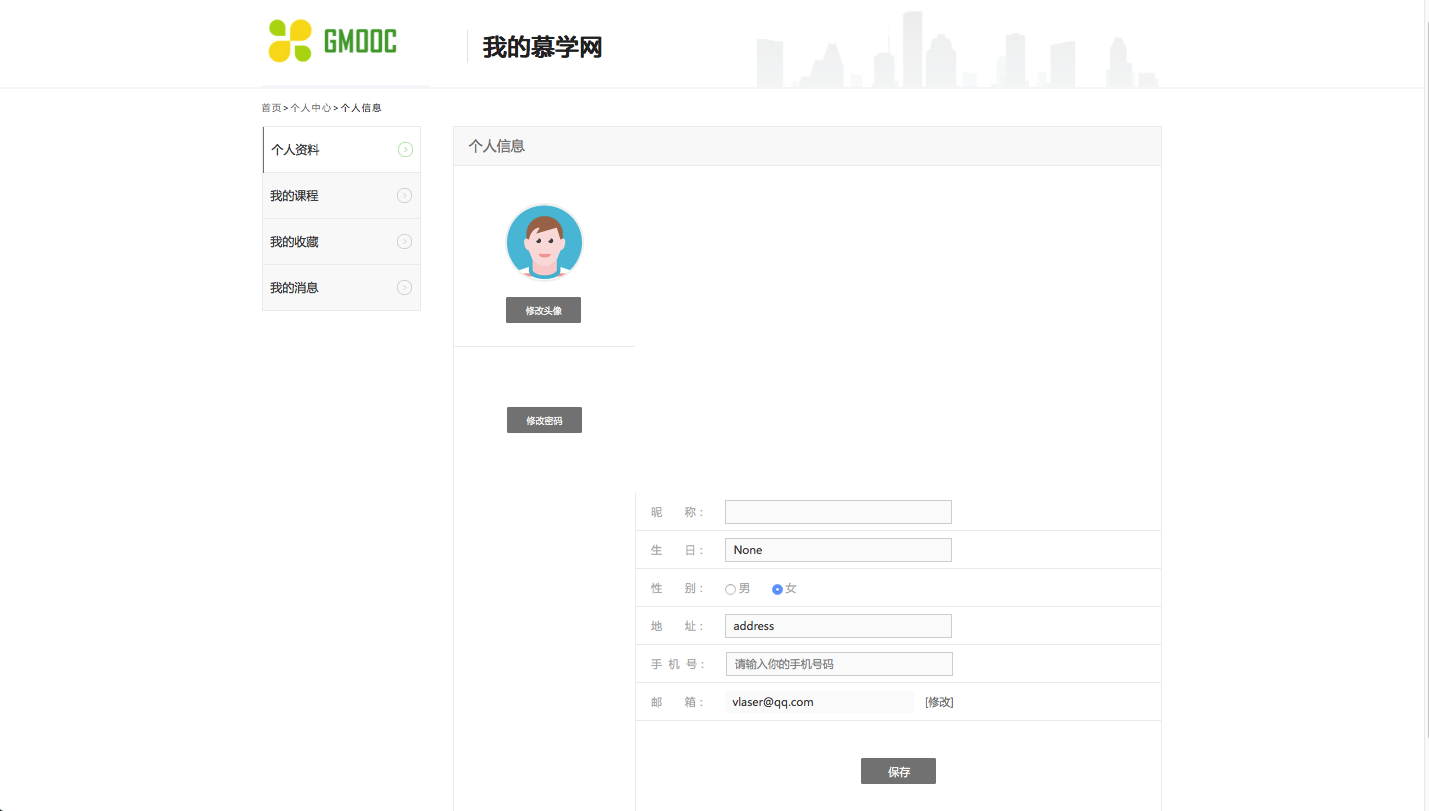 GMOOC
我的慕学网
首页>个人中心>个人信息
个人资料
我的课程
我的收藏
我的消息
个人信息
修改头像
修改密码
昵 称：
生 日： None
性 别： 男 女
地 址： address
手 机 号： 请输入你的手机号码
邮 箱： vlaser@qq.com [修改]
保存